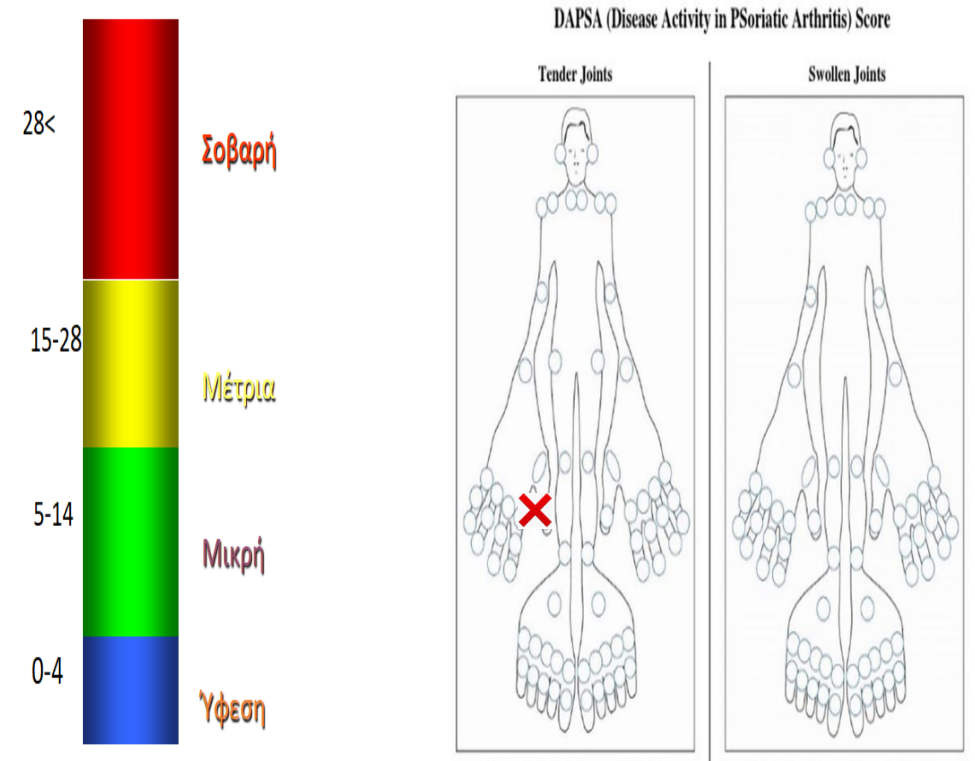 DAPSA (Disease Activity in PSoriatic Arthritis) Score
Tender Joints
Swollen Joints
28<
Σοβαρή
15-28
Μέτρια
5-14
Μικρή
0-4
Ύφεση